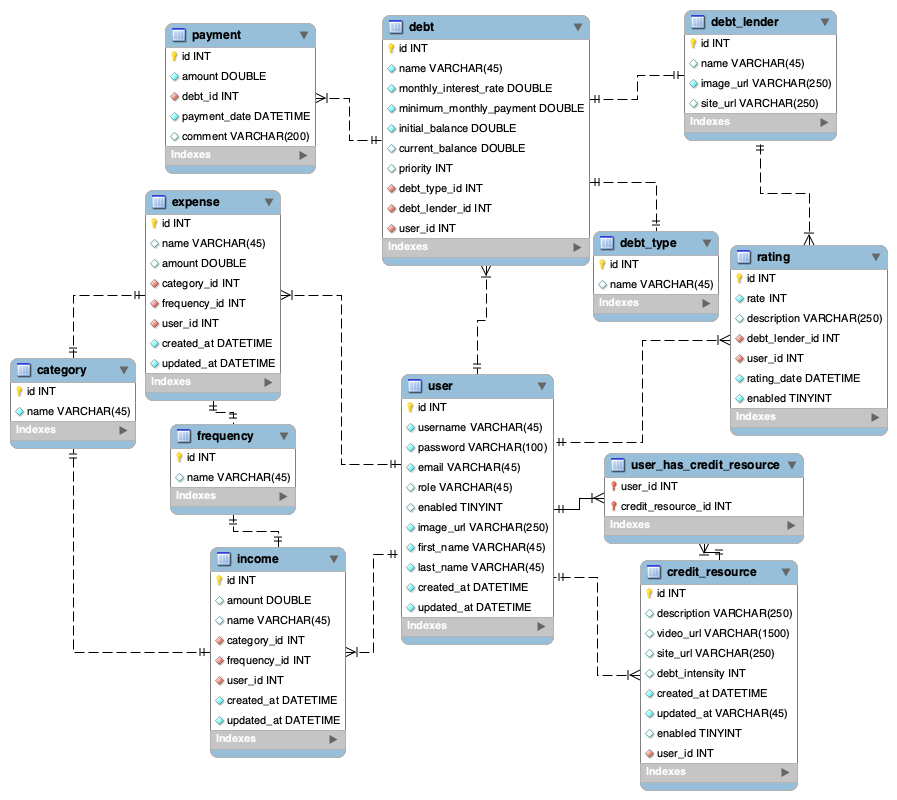 payment
id INT
amount DOUBLE
debt_id INT
payment_date DATETIME
comment VARCHAR(200)
Indexes
debt
id INT
name VARCHAR(45)
monthly_interest_rate DOUBLE
minimum_monthly_payment DOUBLE
initial_balance DOUBLE
current_balance DOUBLE
priority INT
debt_type_id INT
debt_lender_id INT
user_id INT
Indexes
debt_lender
id INT
name VARCHAR(45)
image_url VARCHAR(250)
site_url VARCHAR(250)
Indexes
expense
id INT
name VARCHAR(45)
amount DOUBLE
category_id INT
frequency_id INT
user_id INT
created_at DATETIME
updated_at DATETIME
Indexes
debt_type
id INT
name VARCHAR(45)
Indexes
rating
id INT
rate INT
description VARCHAR(250)
debt_lender_id INT
user_id INT
rating_date DATETIME
enabled TINYINT
Indexes
category
id INT
name VARCHAR(45)
Indexes
frequency
id INT
name VARCHAR(45)
Indexes
user
id INT
username VARCHAR(45)
password VARCHAR(100)
email VARCHAR(45)
role VARCHAR(45)
enabled TINYINT
image_url VARCHAR(250)
first_name VARCHAR(45)
last_name VARCHAR(45)
created_at DATETIME
updated_at DATETIME
Indexes
user_has_credit_resource
user_id INT
credit_resource_id INT
Indexes
income
id INT
amount DOUBLE
name VARCHAR(45)
category_id INT
frequency_id INT
user_id INT
created_at DATETIME
updated_at DATETIME
Indexes
credit_resource
id INT
description VARCHAR(250)
video_url VARCHAR(1500)
site_url VARCHAR(250)
debt_intensity INT
created_at DATETIME
updated_at VARCHAR(45)
enabled TINYINT
user_id INT
Indexes